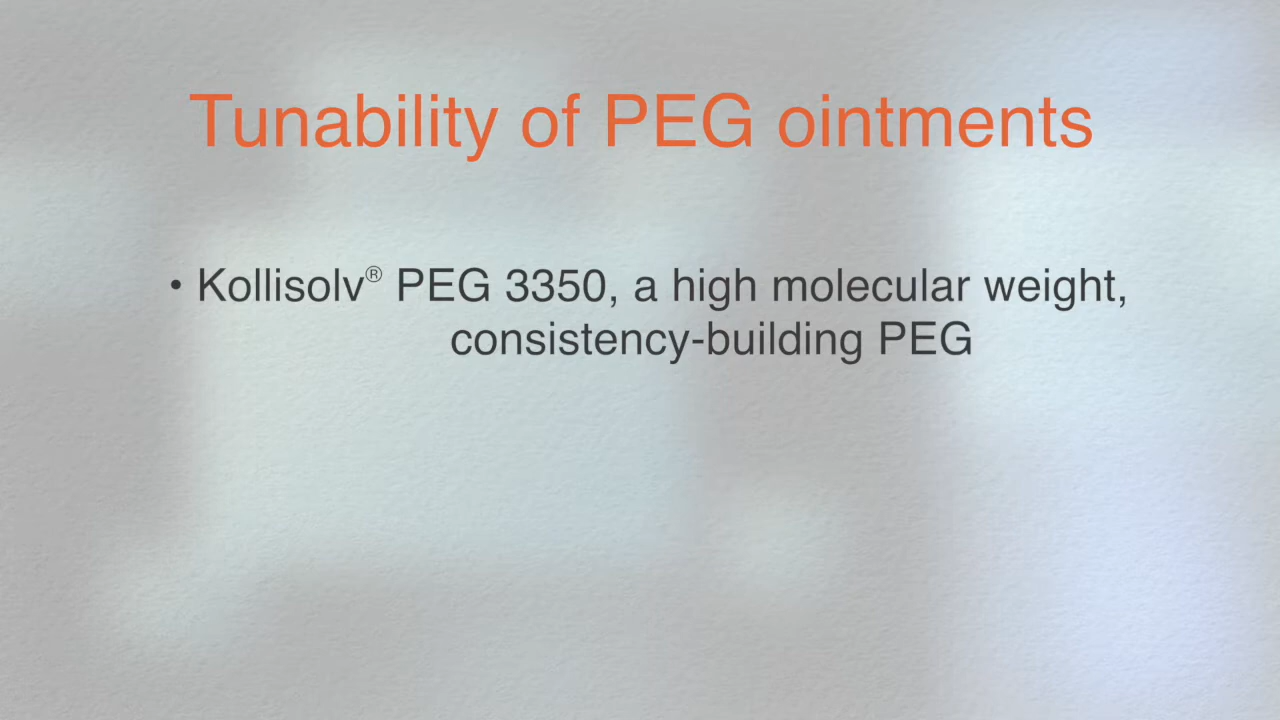 Tunability of PEG ointments
• Kollisolv® PEG 3350, a high molecular weight,
consistency-building PEG